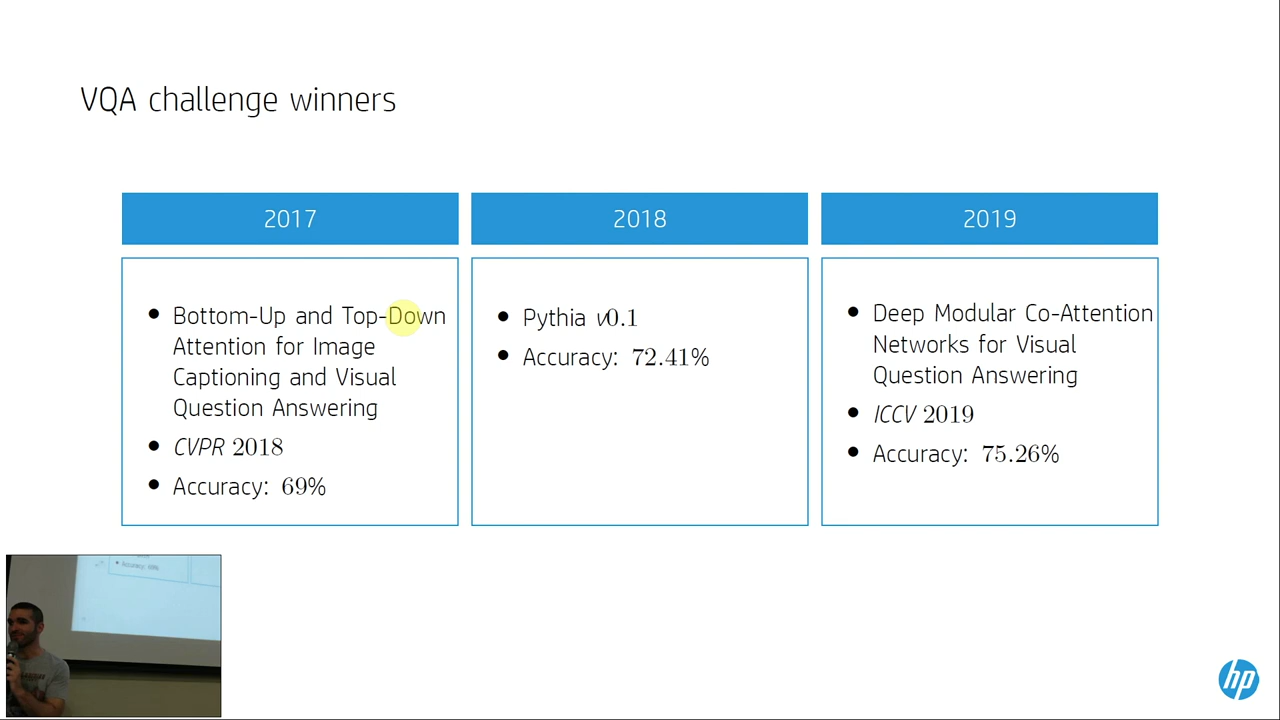 VQA challenge winners
2017
Bottom-Up and Top-Down
Attention for Image
Captioning and Visual
Question Answering
CVPR 2018
Accuracy: 69%
2018
Pythia v0.1
Accuracy: 72.41%
2019
Deep Modular Co-Attention
Networks for Visual
Question Answering
ICCV 2019
Accuracy: 75.26%
Accuracy: 69%
hp